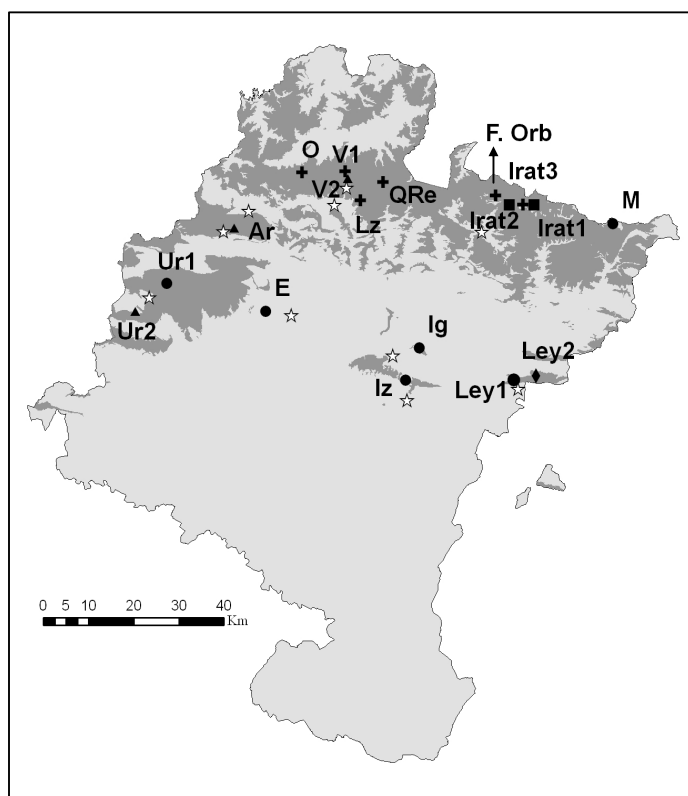 F. Orb
O
V1
Irat3
V2
QRe
M
Lz
Irat2
Irat1
Ar
Ur1
E
Ur2
Ig
Ley2
Iz
Ley1
0 5 10 20 30 40
Km